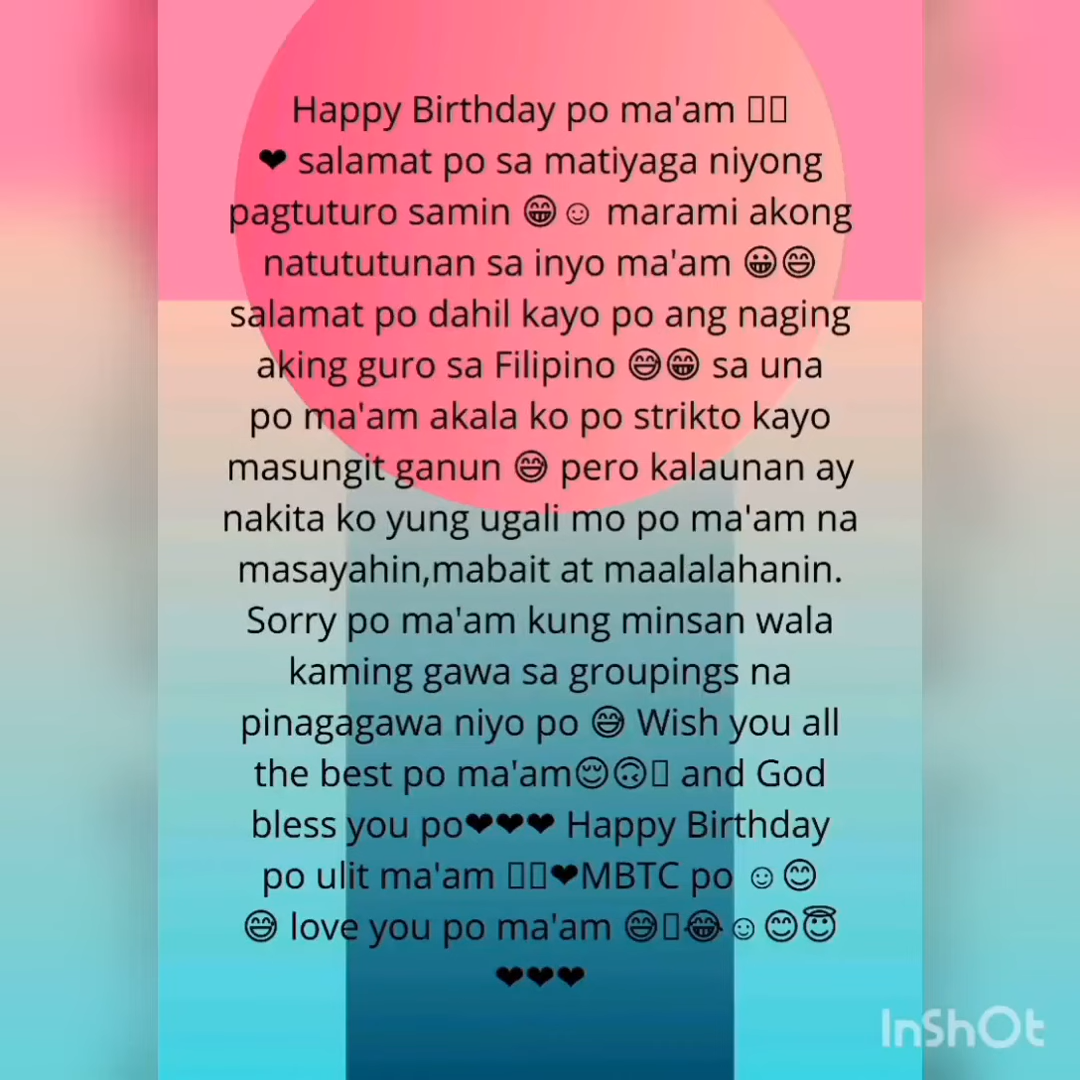 Happy Birthday po ma'am ▯▯
❤ salamat po sa matiyaga niyong
pagtuturo samin 😁☺ marami akong
natututunan sa inyo ma'am 😀😄
salamat po dahil kayo po ang naging
aking guro sa Filipino 😅😁 sa una
po ma'am akala ko po strikto kayo
masungit ganun 😅 pero kalaunan ay
nakita ko yung ugali mo po ma'am na
masayahin,mabait at maalalahanin.
Sorry po ma'am kung minsan wala
kaming gawa sa groupings na
pinagagawa niyo po 😅 Wish you all
the best po ma'am😌🙃▯ and God
bless you po❤❤❤ Happy Birthday
po ulit ma'am ▯▯❤MBTC po ☺😊
😅 love you po ma'am 😅▯😂☺😊😇
❤❤❤
InShOt